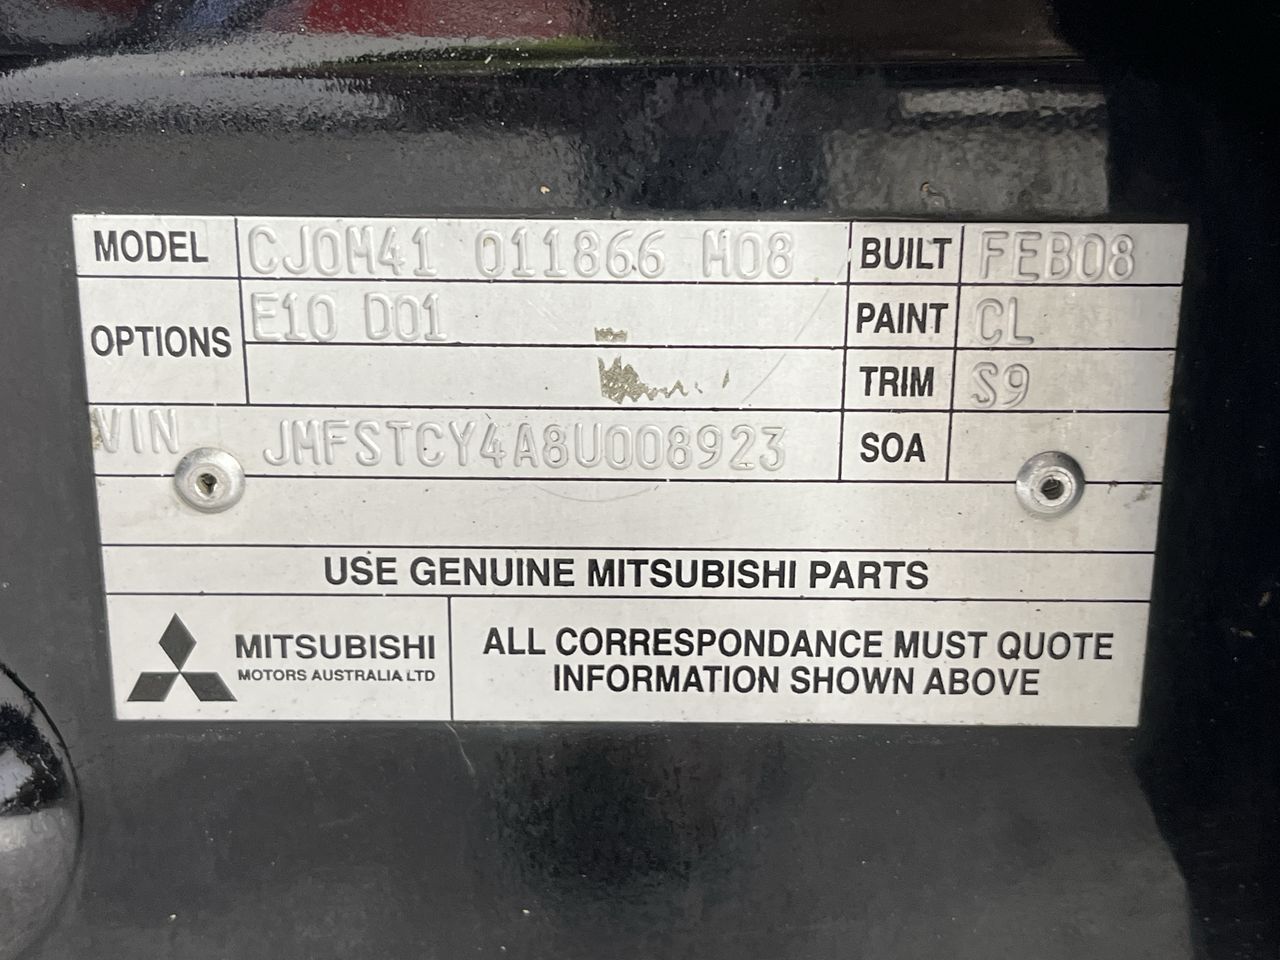 MODEL CJ0M41 011866 M08 BUILT FEB08
OPTIONS E10 D01 PAINT CL
TRIM S9
VIN JMFSTCY4A8U008923 SOA
USE GENUINE MITSUBISHI PARTS
MITSUBISHI
MOTORS AUSTRALIA LTD
ALL CORRESPONDANCE MUST QUOTE
INFORMATION SHOWN ABOVE